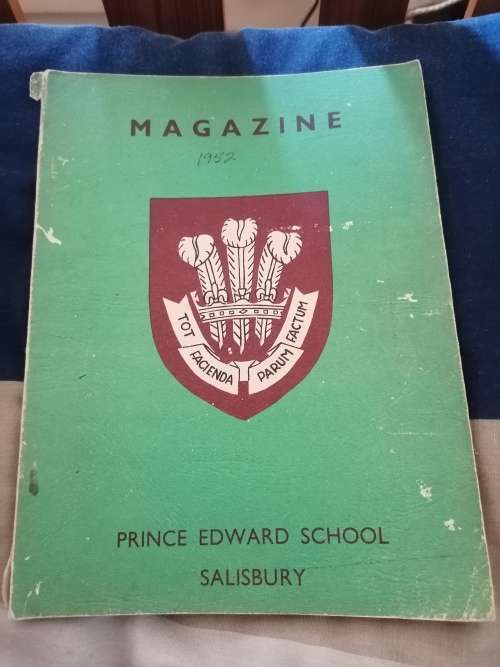 MAGAZINE
1952
TOT FACIENDA PARUM FACTUM
PRINCE EDWARD SCHOOL
SALISBURY